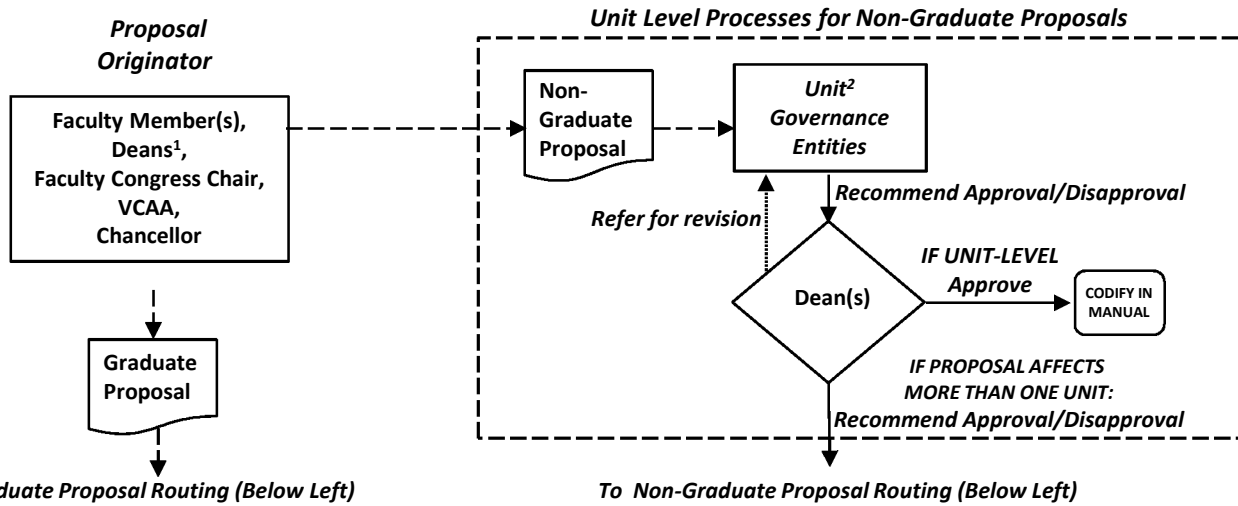 Proposal
Originator
Faculty Member(s),
Deans¹,
Faculty Congress Chair,
VCAA,
Chancellor
Graduate
Proposal
duate Proposal Routing (Below Left)
Unit Level Processes for Non-Graduate Proposals
Non-
Graduate
Proposal
Unit²
Governance
Entities
Recommend Approval/Disapproval
Refer for revision
Dean(s)
IF UNIT-LEVEL
Approve
CODIFY IN
MANUAL
IF PROPOSAL AFFECTS
MORE THAN ONE UNIT:
Recommend Approval/Disapproval
To Non-Graduate Proposal Routing (Below Left)